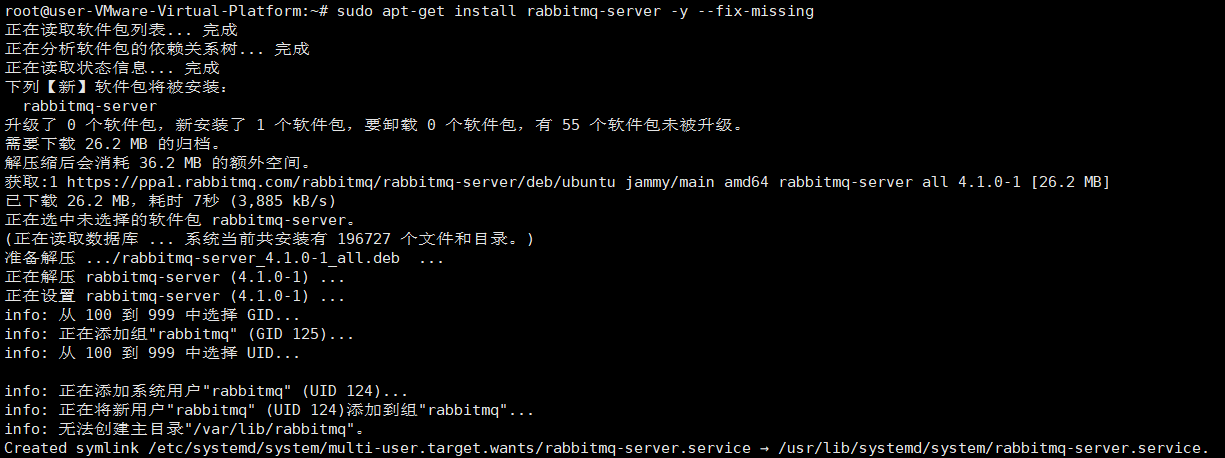 root@user-VMware-Virtual-Platform:~# sudo apt-get install rabbitmq-server -y --fix-missing
正在读取软件包列表... 完成
正在分析软件包的依赖关系树... 完成
正在读取状态信息... 完成
下列【新】软件包将被安装：
  rabbitmq-server
升级了 0 个软件包，新安装了 1 个软件包，要卸载 0 个软件包，有 55 个软件包未被升级。
需要下载 26.2 MB 的归档。
解压缩后会消耗 36.2 MB 的额外空间。
获取:1 https://ppa1.rabbitmq.com/rabbitmq/rabbitmq-server/deb/ubuntu jammy/main amd64 rabbitmq-server all 4.1.0-1 [26.2 MB]
已下载 26.2 MB，耗时 7秒 (3,885 kB/s)
正在选中未选择的软件包 rabbitmq-server。
(正在读取数据库 ... 系统当前共安装有 196727 个文件和目录。)
准备解压 .../rabbitmq-server_4.1.0-1_all.deb  ...
正在解压 rabbitmq-server (4.1.0-1) ...
正在设置 rabbitmq-server (4.1.0-1) ...
info: 从 100 到 999 中选择 GID...
info: 正在添加组"rabbitmq" (GID 125)...
info: 从 100 到 999 中选择 UID...
info: 正在添加系统用户"rabbitmq" (UID 124)...
info: 正在将新用户"rabbitmq" (UID 124)添加到组"rabbitmq"...
info: 无法创建主目录"/var/lib/rabbitmq"。
Created symlink /etc/systemd/system/multi-user.target.wants/rabbitmq-server.service → /usr/lib/systemd/system/rabbitmq-server.service.